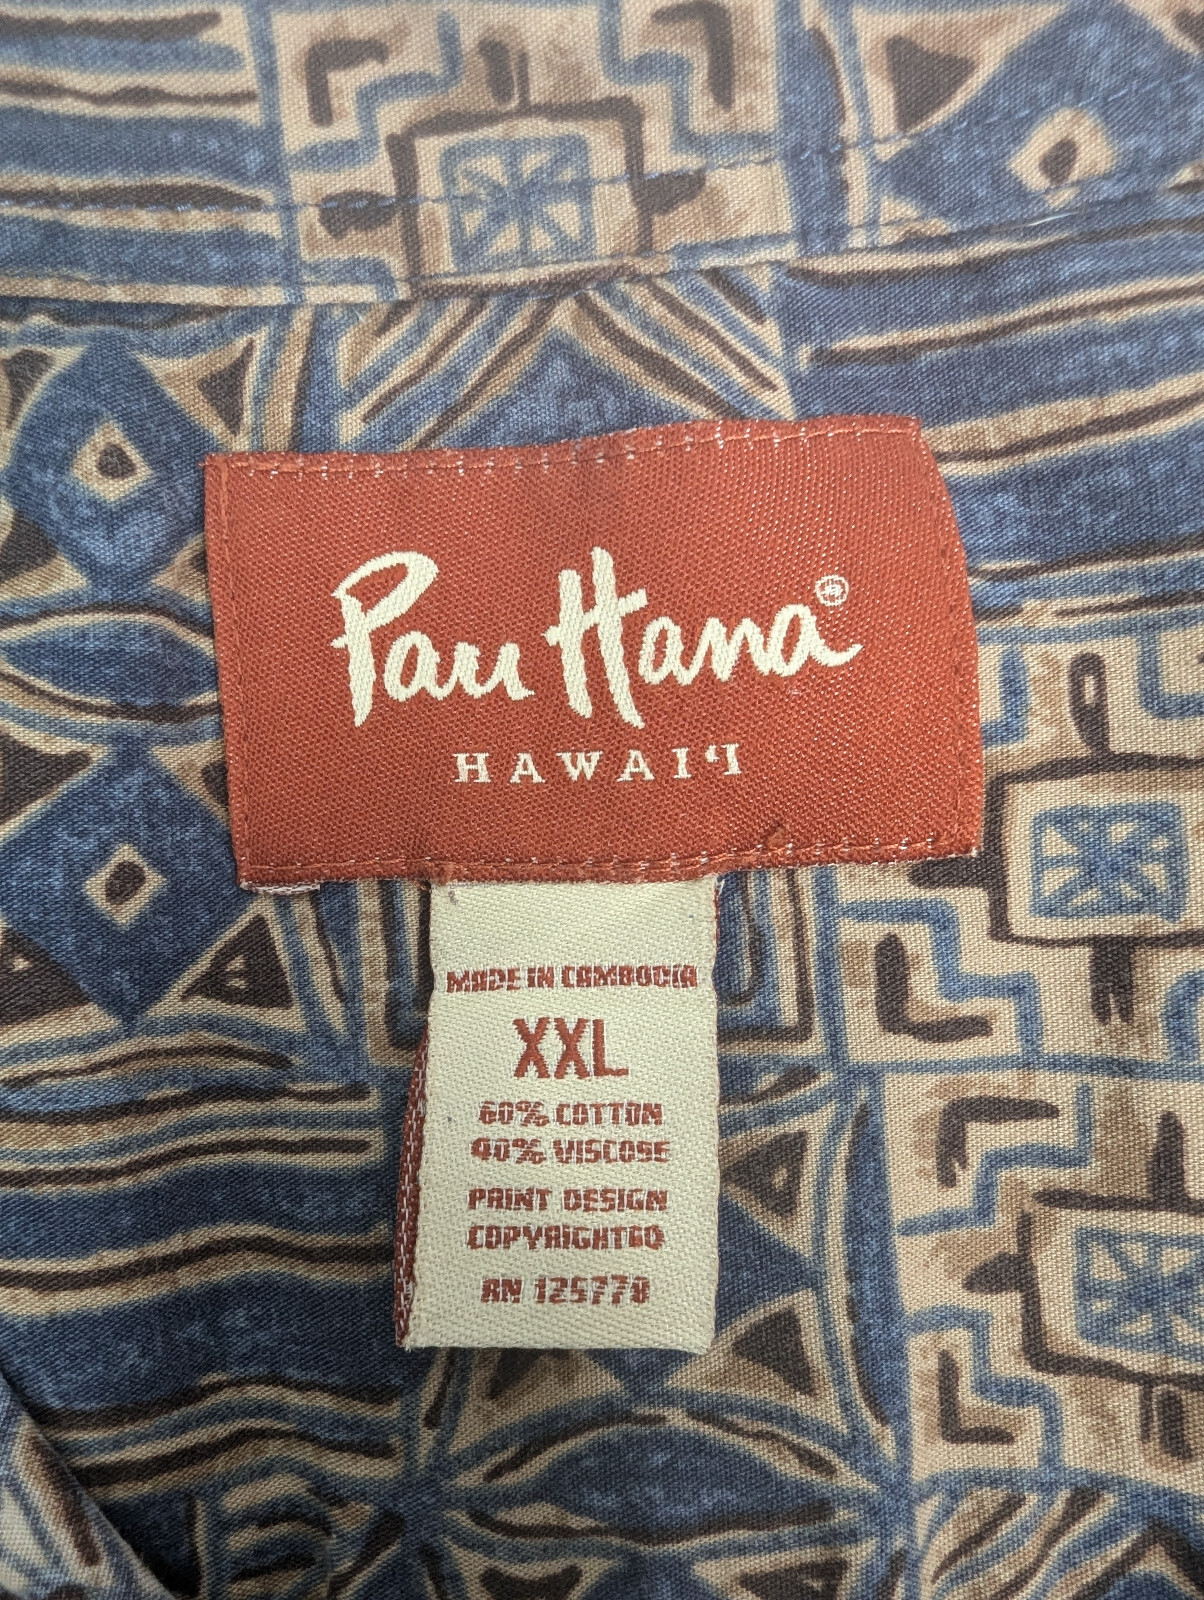 Pau Hana®
HAWAI‘I
MADE IN CAMBODIA
XXL
60% COTTON
40% VISCOSE
PRINT DESIGN
COPYRIGHTED
RN 125770